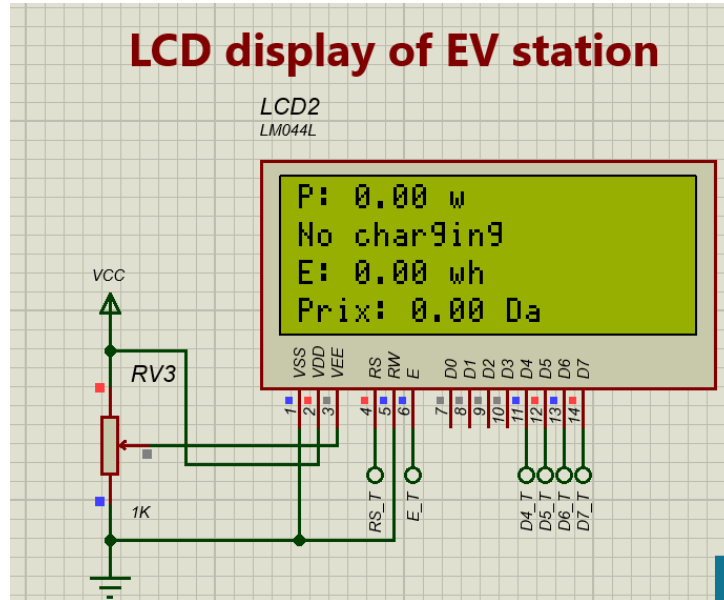 LCD display of EV station
LCD2
LM044L
P: 0.00 w
No charging
E: 0.00 wh
Prix: 0.00 Da
VCC
RV3
1K
VSS VDD VEE RS RW E D0 D1 D2 D3 D4 D5 D6 D7
1 2 3 4 5 6 7 8 9 10 11 12 13 14
RS_T E_T D4_T D5_T D6_T D7_T